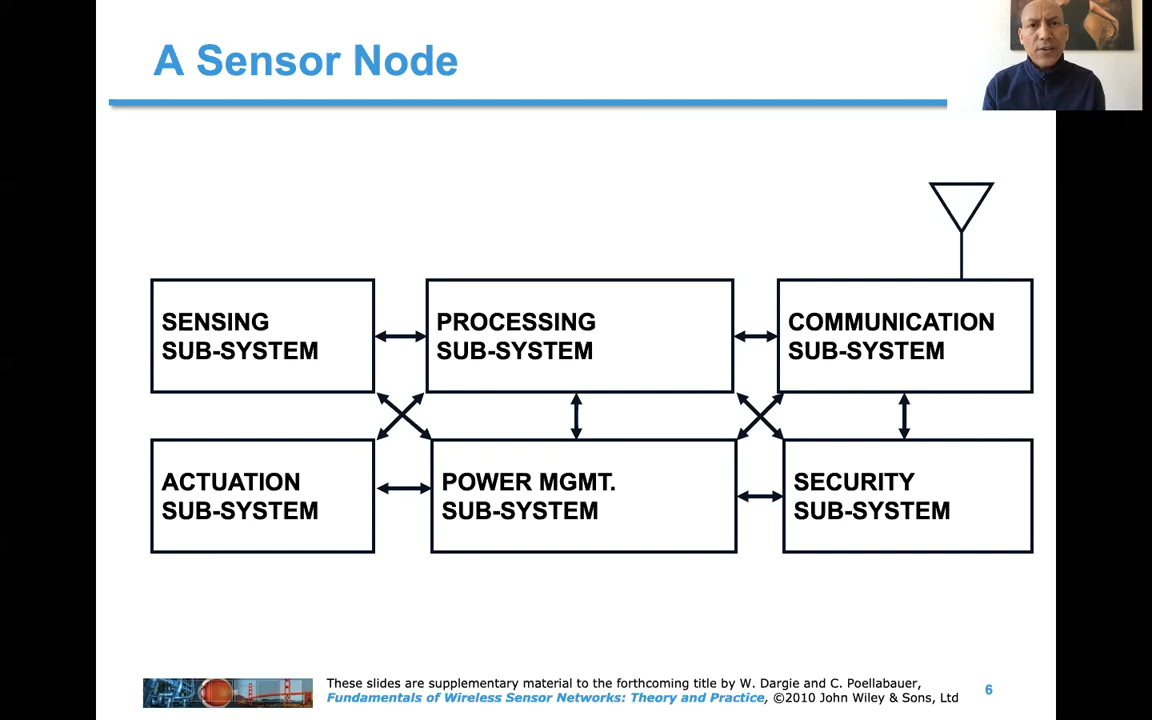 A Sensor Node
SENSING
SUB-SYSTEM
PROCESSING
SUB-SYSTEM
COMMUNICATION
SUB-SYSTEM
ACTUATION
SUB-SYSTEM
POWER MGMT.
SUB-SYSTEM
SECURITY
SUB-SYSTEM
These slides are supplementary material to the forthcoming title by W. Dargie and C. Poellabauer,
Fundamentals of Wireless Sensor Networks: Theory and Practice, ©2010 John Wiley & Sons, Ltd
6